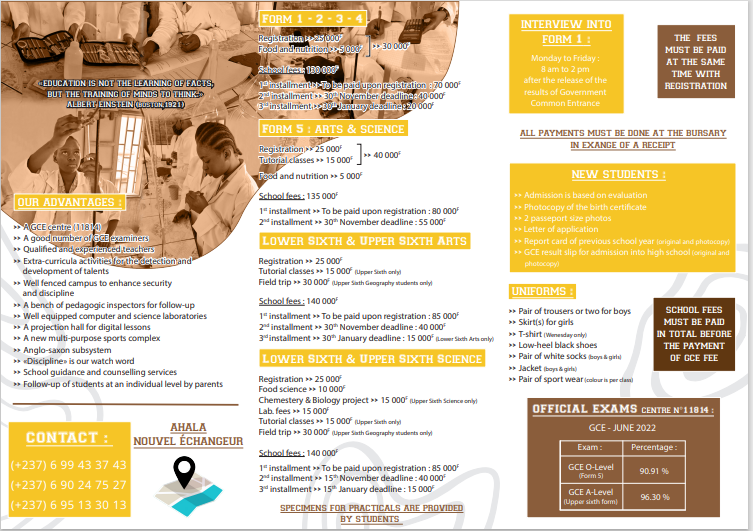 «EDUCATION IS NOT THE LEARNING OF FACTS,
BUT THE TRAINING OF MINDS TO THINK»
ALBERT EINSTEIN (BOSTON,1921)
OUR ADVANTAGES :
>> A GCE centre (11814)
>> A good number of GCE examiners
>> Qualified and experienced teachers
>> Extra-curricula activities for the detection and
development of talents
>> Well fenced campus to enhance security
and discipline
>> A bench of pedagogic inspectors for follow-up
>> Well equipped computer and science laboratories
>> A projection hall for digital lessons
>> A new multi-purpose sports complex
>> Anglo-saxon subsystem
>> «Discipline» is our watch word
>> School guidance and counselling services
>> Follow-up of students at an individual level by parents
CONTACT :
(+237) 6 99 43 37 43
(+237) 6 90 24 75 27
(+237) 6 95 13 30 13
AHALA
NOUVEL ÉCHANGEUR
FORM 1 - 2 - 3 - 4
Registration >> 25 000F
Food and nutrition >> 5 000F
>> 30 000F
School fees : 130 000F
1st installment >> To be paid upon registration : 70 000F
2nd installment >> 30th November deadline : 40 000F
3rd installment >> 30th January deadline : 20 000F
FORM 5 : ARTS & SCIENCE
Registration >> 25 000F
Tutorial classes >> 15 000F
>> 40 000F
Food and nutrition >> 5 000F
School fees : 135 000F
1st installment >> To be paid upon registration : 80 000F
2nd installment >> 30th November deadline : 55 000F
LOWER SIXTH & UPPER SIXTH ARTS
Registration >> 25 000F
Tutorial classes >> 15 000F (Upper Sixth only)
Field trip >> 30 000F (Upper Sixth Geography students only)
School fees : 140 000F
1st installment >> To be paid upon registration : 85 000F
2nd installment >> 30th November deadline : 40 000F
3rd installment >> 30th January deadline : 15 000F (Lower Sixth Arts only)
LOWER SIXTH & UPPER SIXTH SCIENCE
Registration >> 25 000F
Food science >> 10 000F
Chemestery & Biology project >> 15 000F (Upper Sixth Science only)
Lab. fees >> 15 000F
Tutorial classes >> 15 000F (Upper Sixth only)
Field trip >> 30 000F (Upper Sixth Geography students only)
School fees : 140 000F
1st installment >> To be paid upon registration : 85 000F
2nd installment >> 15th November deadline : 40 000F
3rd installment >> 15th January deadline : 15 000F
SPECIMENS FOR PRACTICALS ARE PROVIDED
BY STUDENTS
INTERVIEW INTO
FORM 1 :
Monday to Friday :
8 am to 2 pm
after the release of the
results of Government
Common Entrance
THE FEES
MUST BE PAID
AT THE SAME
TIME WITH
REGISTRATION
ALL PAYMENTS MUST BE DONE AT THE BURSARY
IN EXANGE OF A RECEIPT
NEW STUDENTS :
>> Admission is based on evaluation
>> Photocopy of the birth certificate
>> 2 passeport size photos
>> Letter of application
>> Report card of previous school year (original and photocopy)
>> GCE result slip for admission into high school (original and
photocopy)
UNIFORMS :
>> Pair of trousers or two for boys
>> Skirt(s) for girls
>> T-shirt (Wenesday only)
>> Low-heel black shoes
>> Pair of white socks (boys & girls)
>> Jacket (boys & girls)
>> Pair of sport wear (colour is per class)
SCHOOL FEES
MUST BE PAID
IN TOTAL BEFORE
THE PAYMENT
OF GCE FEE
OFFICIAL EXAMS CENTRE N°11814 :
GCE - JUNE 2022
Exam : Percentage :
GCE O-Level
(Form 5)
90.91 %
GCE A-Level
(Upper sixth form)
96.30 %